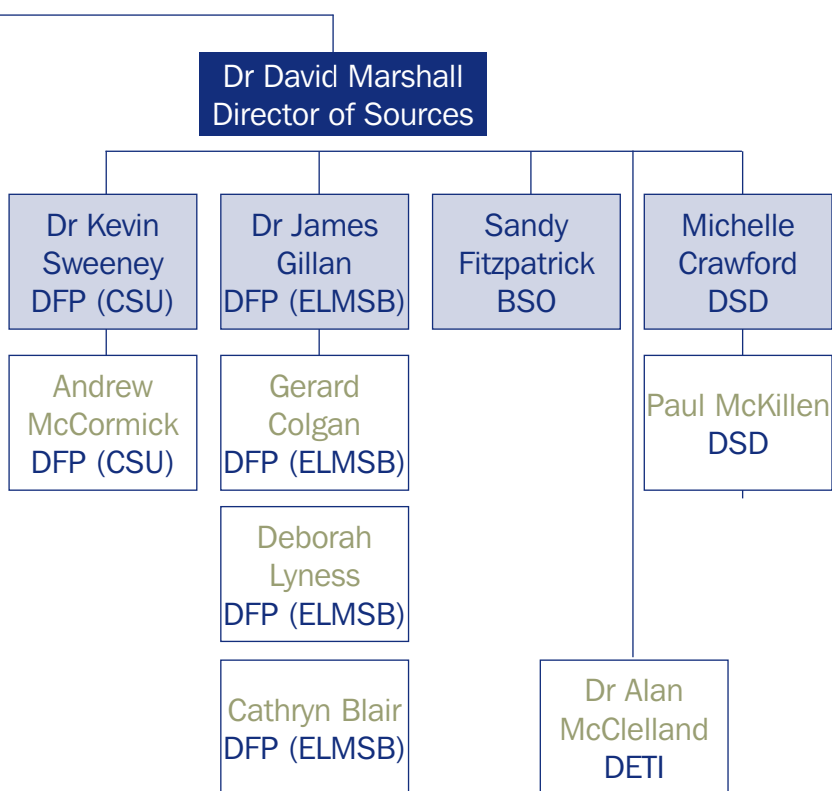 Dr David Marshall
Director of Sources
Dr Kevin
Sweeney
DFP (CSU)
Dr James
Gillan
DFP (ELMSB)
Sandy
Fitzpatrick
BSO
Michelle
Crawford
DSD
Andrew
McCormick
DFP (CSU)
Gerard
Colgan
DFP (ELMSB)
Paul McKillen
DSD
Deborah
Lyness
DFP (ELMSB)
Cathryn Blair
DFP (ELMSB)
Dr Alan
McClelland
DETI